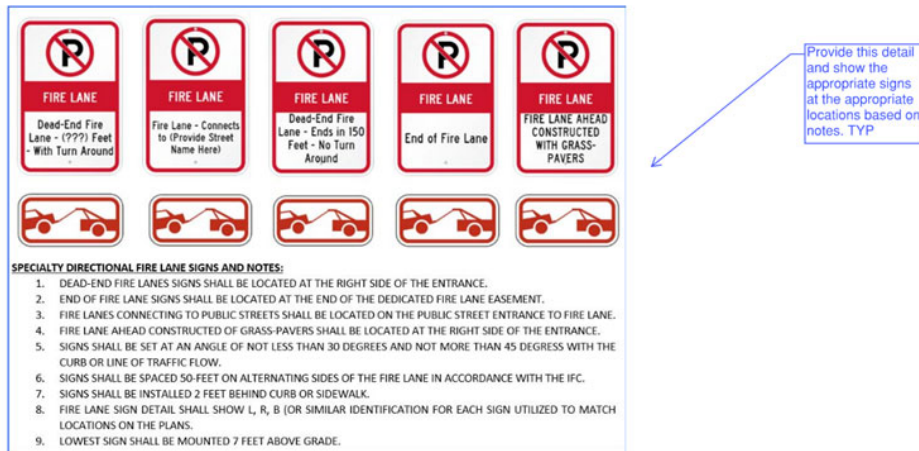 P
FIRE LANE
Dead-End Fire
Lane - (???) Feet
- With Turn Around
P
FIRE LANE
Fire Lane - Connects
to (Provide Street
Name Here)
P
FIRE LANE
Dead-End Fire
Lane - Ends in 150
Feet - No Turn
Around
P
FIRE LANE
End of Fire Lane
P
FIRE LANE
FIRE LANE AHEAD
CONSTRUCTED
WITH GRASS-
PAVERS
Provide this detail
and show the
appropriate signs
at the appropriate
locations based on
notes. TYP
SPECIALTY DIRECTIONAL FIRE LANE SIGNS AND NOTES:
1. DEAD-END FIRE LANES SIGNS SHALL BE LOCATED AT THE RIGHT SIDE OF THE ENTRANCE.
2. END OF FIRE LANE SIGNS SHALL BE LOCATED AT THE END OF THE DEDICATED FIRE LANE EASEMENT.
3. FIRE LANES CONNECTING TO PUBLIC STREETS SHALL BE LOCATED ON THE PUBLIC STREET ENTRANCE TO FIRE LANE.
4. FIRE LANE AHEAD CONSTRUCTED OF GRASS-PAVERS SHALL BE LOCATED AT THE RIGHT SIDE OF THE ENTRANCE.
5. SIGNS SHALL BE SET AT AN ANGLE OF NOT LESS THAN 30 DEGREES AND NOT MORE THAN 45 DEGRESS WITH THE
CURB OR LINE OF TRAFFIC FLOW.
6. SIGNS SHALL BE SPACED 50-FEET ON ALTERNATING SIDES OF THE FIRE LANE IN ACCORDANCE WITH THE IFC.
7. SIGNS SHALL BE INSTALLED 2 FEET BEHIND CURB OR SIDEWALK.
8. FIRE LANE SIGN DETAIL SHALL SHOW L, R, B (OR SIMILAR IDENTIFICATION FOR EACH SIGN UTILIZED TO MATCH
LOCATIONS ON THE PLANS.
9. LOWEST SIGN SHALL BE MOUNTED 7 FEET ABOVE GRADE.